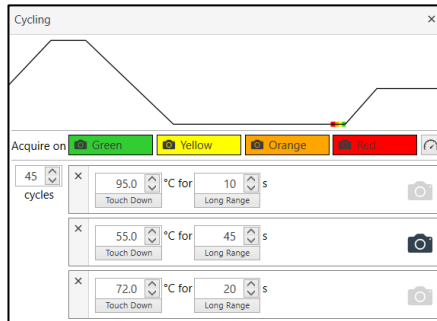 Cycling ×
Acquire on Green Yellow Orange Red
45 × 95.0 °C for 10 s
cycles Touch Down Long Range
× 55.0 °C for 45 s
Touch Down Long Range
× 72.0 °C for 20 s
Touch Down Long Range